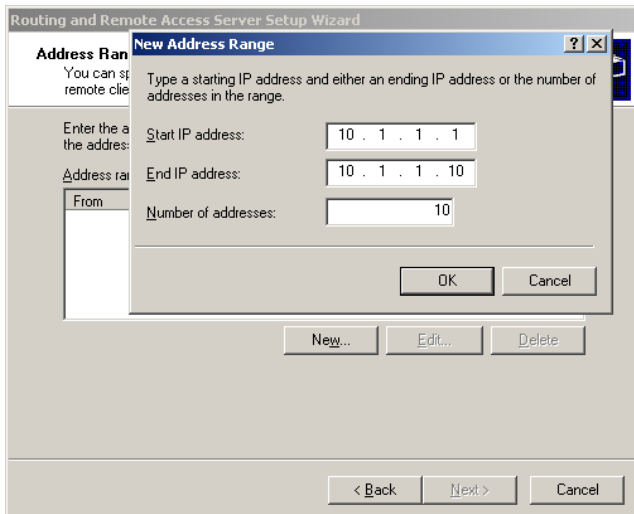 Routing and Remote Access Server Setup Wizard
Address Ran
You can sp
remote clie
New Address Range
Type a starting IP address and either an ending IP address or the number of
addresses in the range.
Start IP address: 10 . 1 . 1 . 1
End IP address: 10 . 1 . 1 . 10
Number of addresses: 10
OK Cancel
Enter the a
the addres
Address ra
From
New... Edit... Delete
< Back Next > Cancel